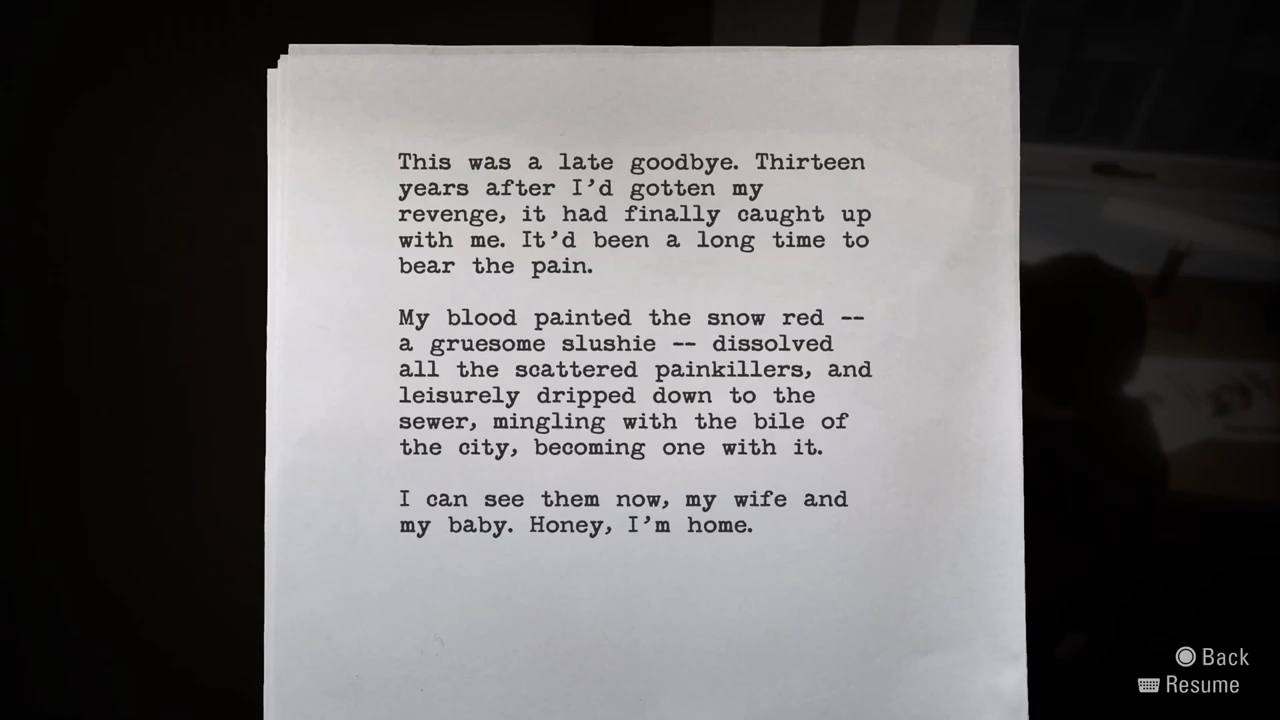 This was a late goodbye. Thirteen
years after I’d gotten my
revenge, it had finally caught up
with me. It’d been a long time to
bear the pain.
My blood painted the snow red --
a gruesome slushie -- dissolved
all the scattered painkillers, and
leisurely dripped down to the
sewer, mingling with the bile of
the city, becoming one with it.
I can see them now, my wife and
my baby. Honey, I’m home.
Back
Resume